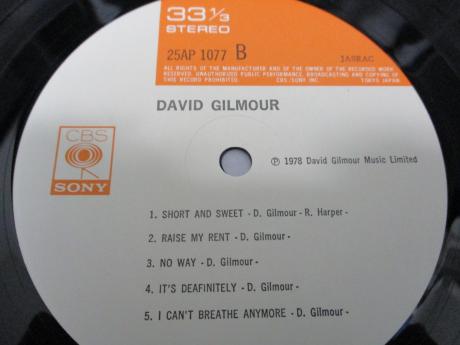 33 1/3
STEREO
25AP 1077 B
JASRAC
ALL RIGHTS OF THE MANUFACTURER AND OF THE OWNER OF THE RECORDED WORK
RESERVED. UNAUTHORIZED PUBLIC PERFORMANCE, BROADCASTING AND COPYING OF
THIS RECORD PROHIBITED. CBS/SONY INC. TOKYO JAPAN
DAVID GILMOUR
CBS
SONY
℗ 1978 David Gilmour Music Limited
1. SHORT AND SWEET - D. Gilmour - R. Harper -
2. RAISE MY RENT - D. Gilmour -
3. NO WAY - D. Gilmour -
4. IT'S DEAFINITELY - D. Gilmour -
5. I CAN'T BREATHE ANYMORE - D. Gilmour -